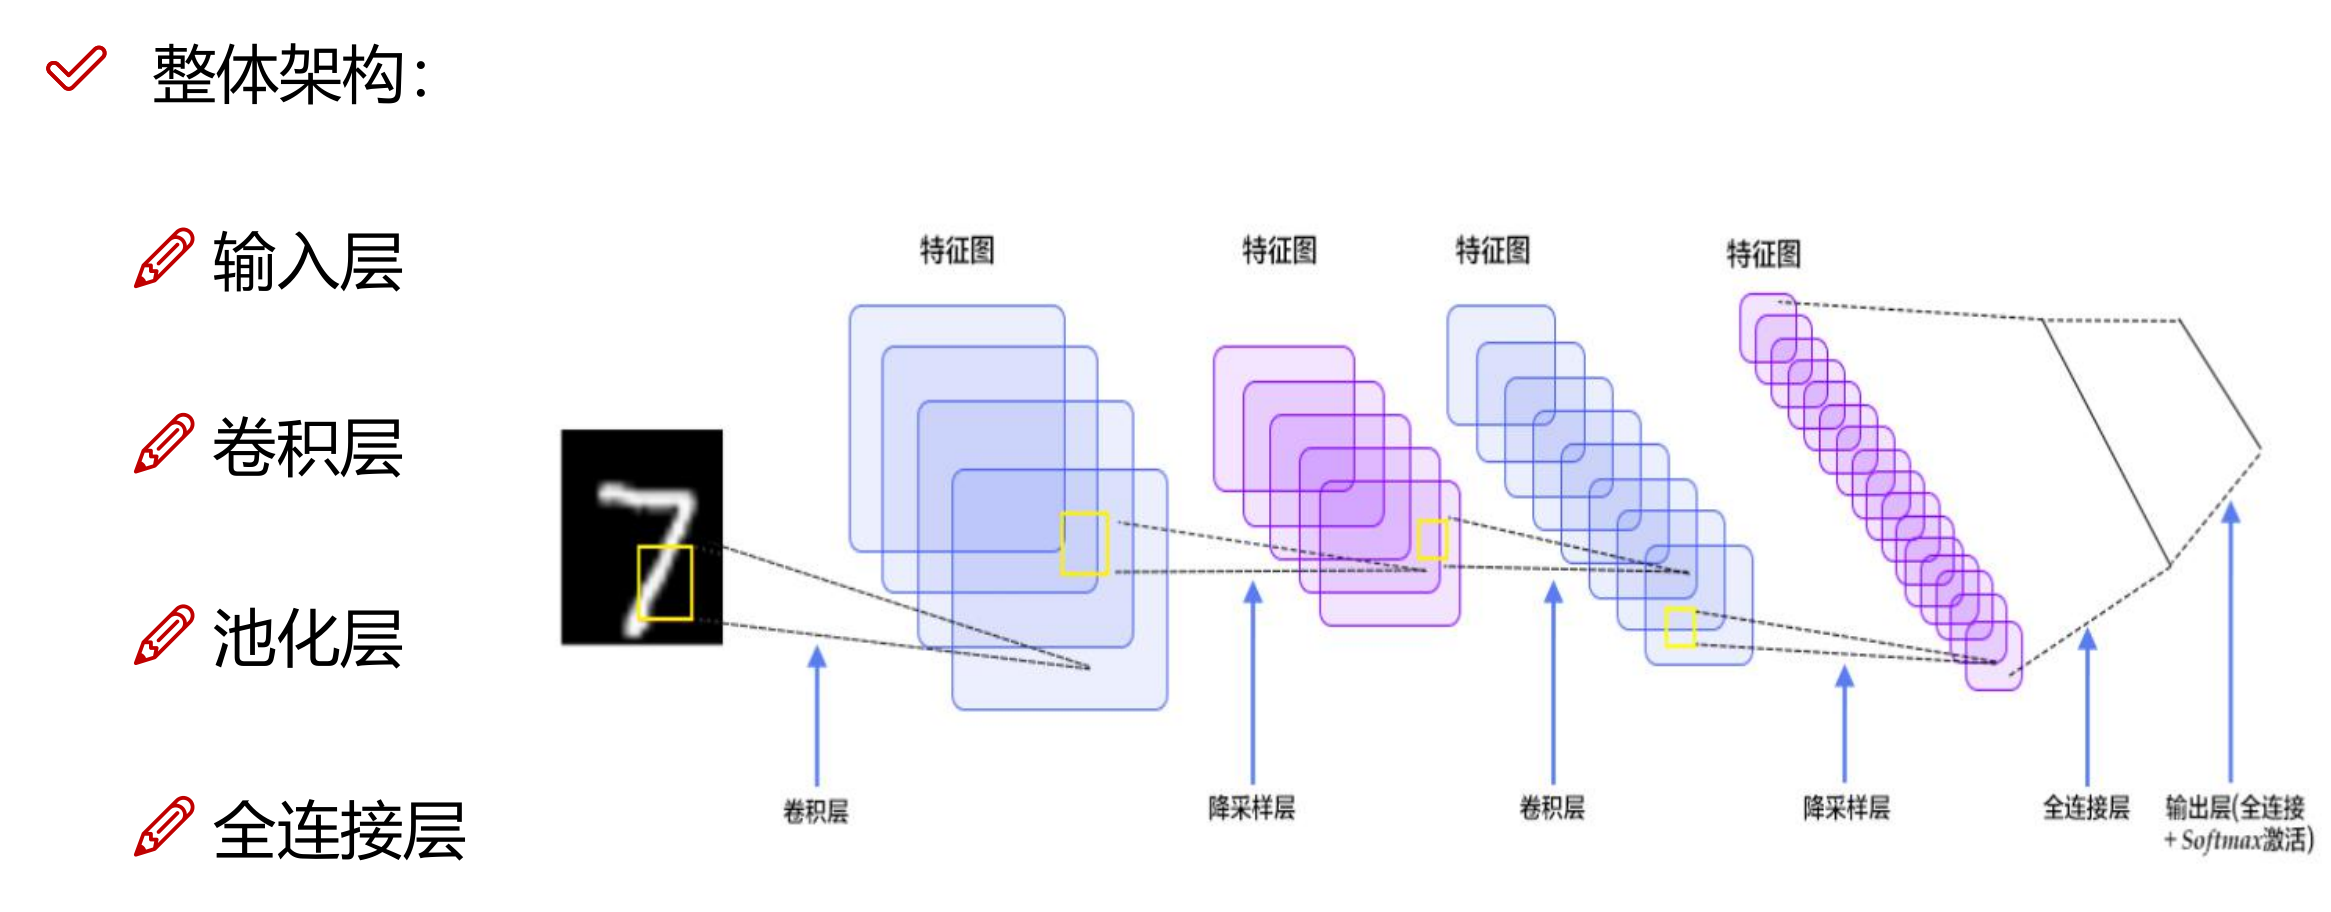 整体架构：
输入层
卷积层
池化层
全连接层
特征图
特征图
特征图
特征图
7
卷积层
降采样层
卷积层
降采样层
全连接层
输出层(全连接
+ Softmax激活)